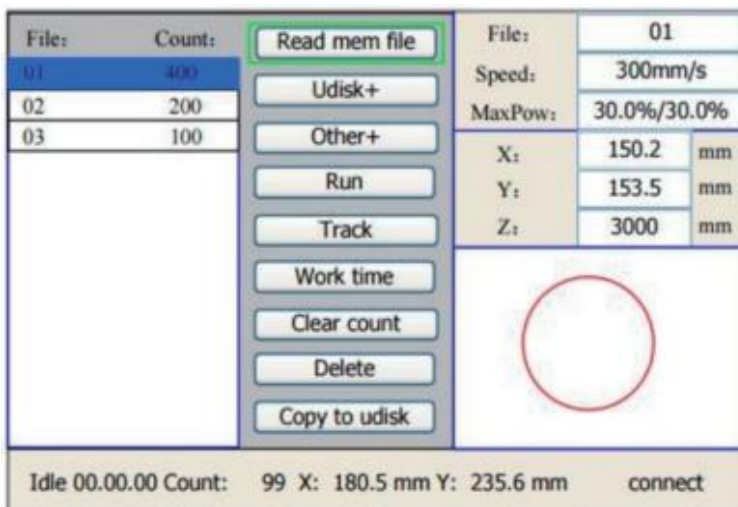 File: Count:
01 400
02 200
03 100
Read mem file
Udisk+
Other+
Run
Track
Work time
Clear count
Delete
Copy to udisk
File: 01
Speed: 300mm/s
MaxPow: 30.0%/30.0%
X: 150.2 mm
Y: 153.5 mm
Z: 3000 mm
Idle 00.00.00 Count: 99 X: 180.5 mm Y: 235.6 mm connect